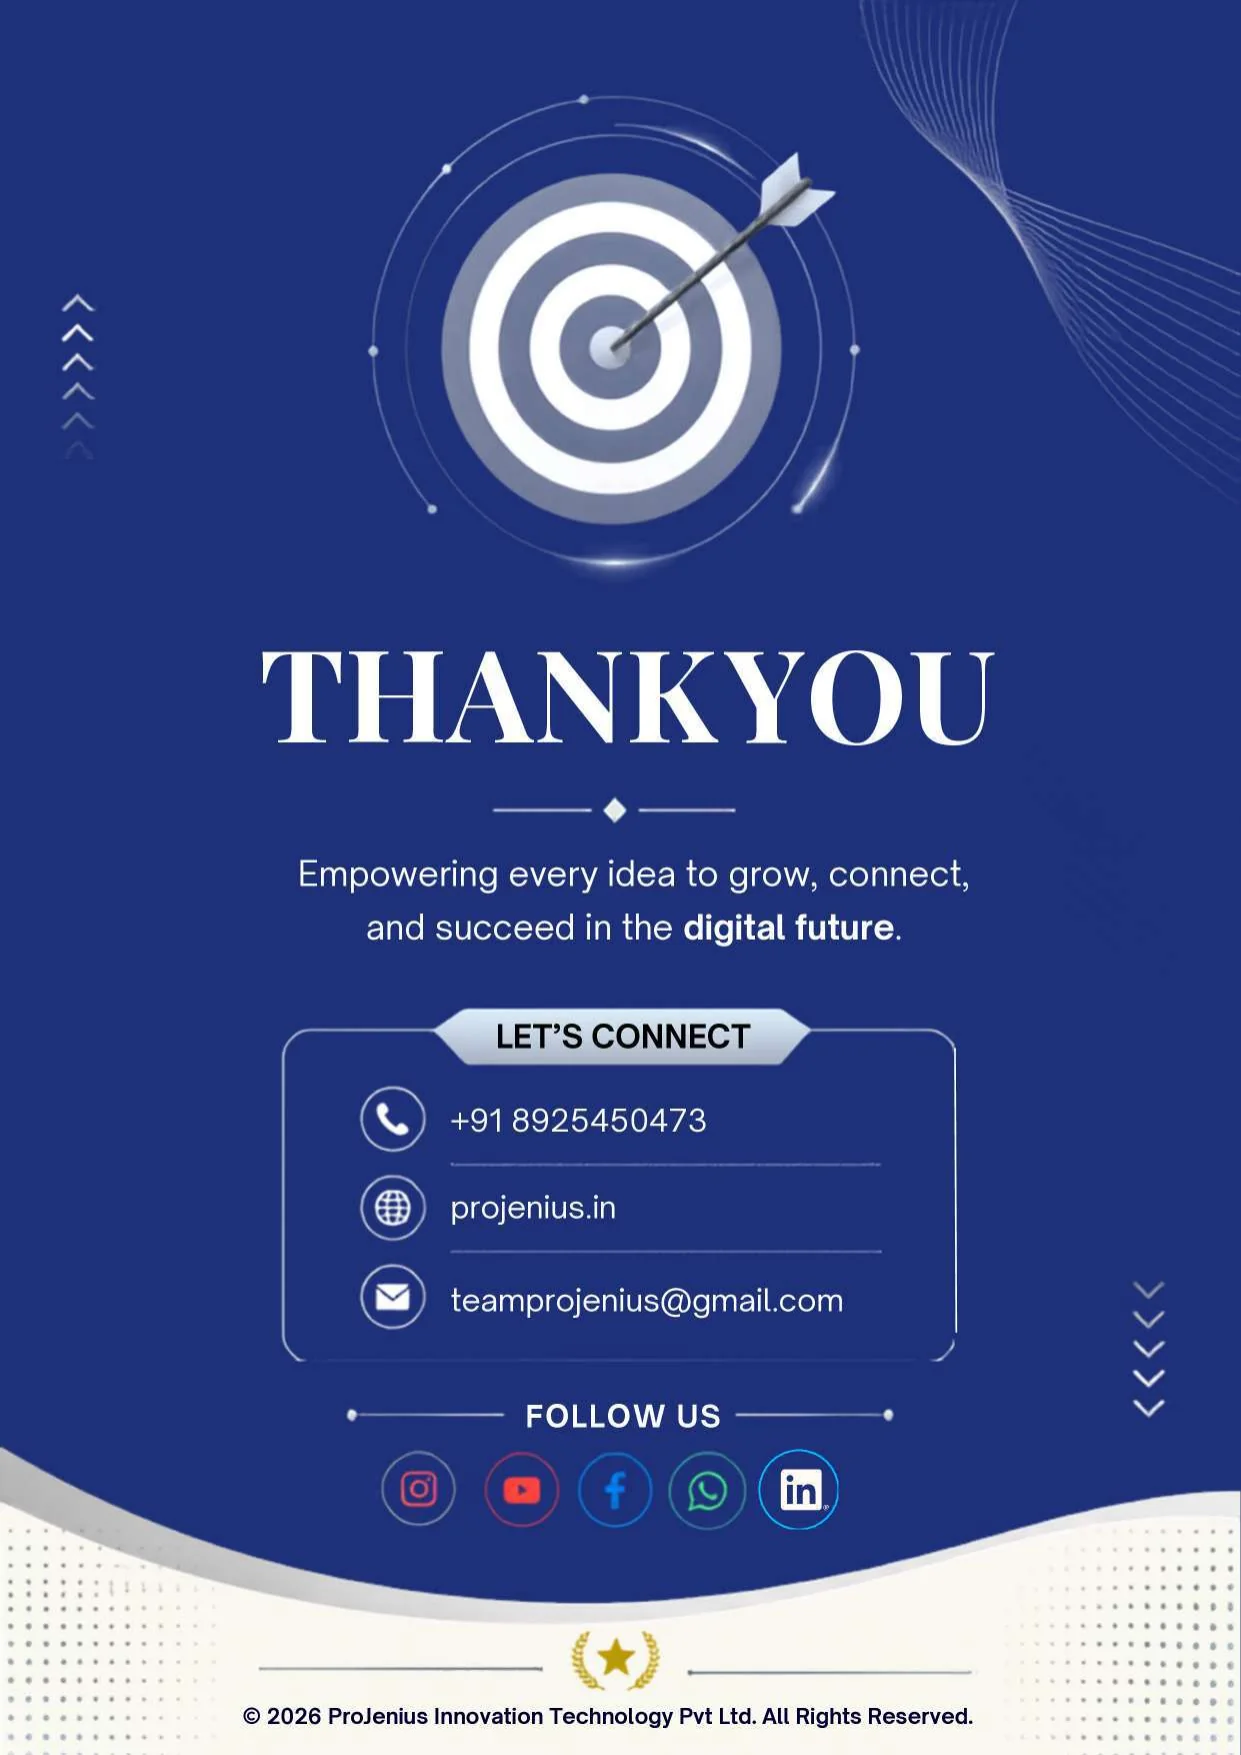 THANKYOU
Empowering every idea to grow, connect,
and succeed in the digital future.
LET’S CONNECT
+91 8925450473
projenius.in
teamprojenius@gmail.com
FOLLOW US
in
© 2026 ProJenius Innovation Technology Pvt Ltd. All Rights Reserved.